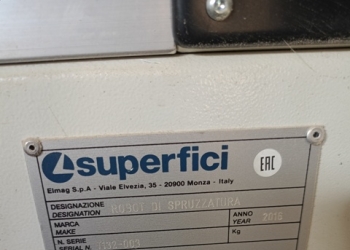 superfici
EAC
Elmag S.p.A - Viale Elvezia, 35 - 20900 Monza - Italy
DESIGNAZIONE
DESIGNATION
ROBOT DI SPRUZZATURA
ANNO
YEAR
2016
MARCA
MAKE
Kg
N. SERIE
SERIAL N.